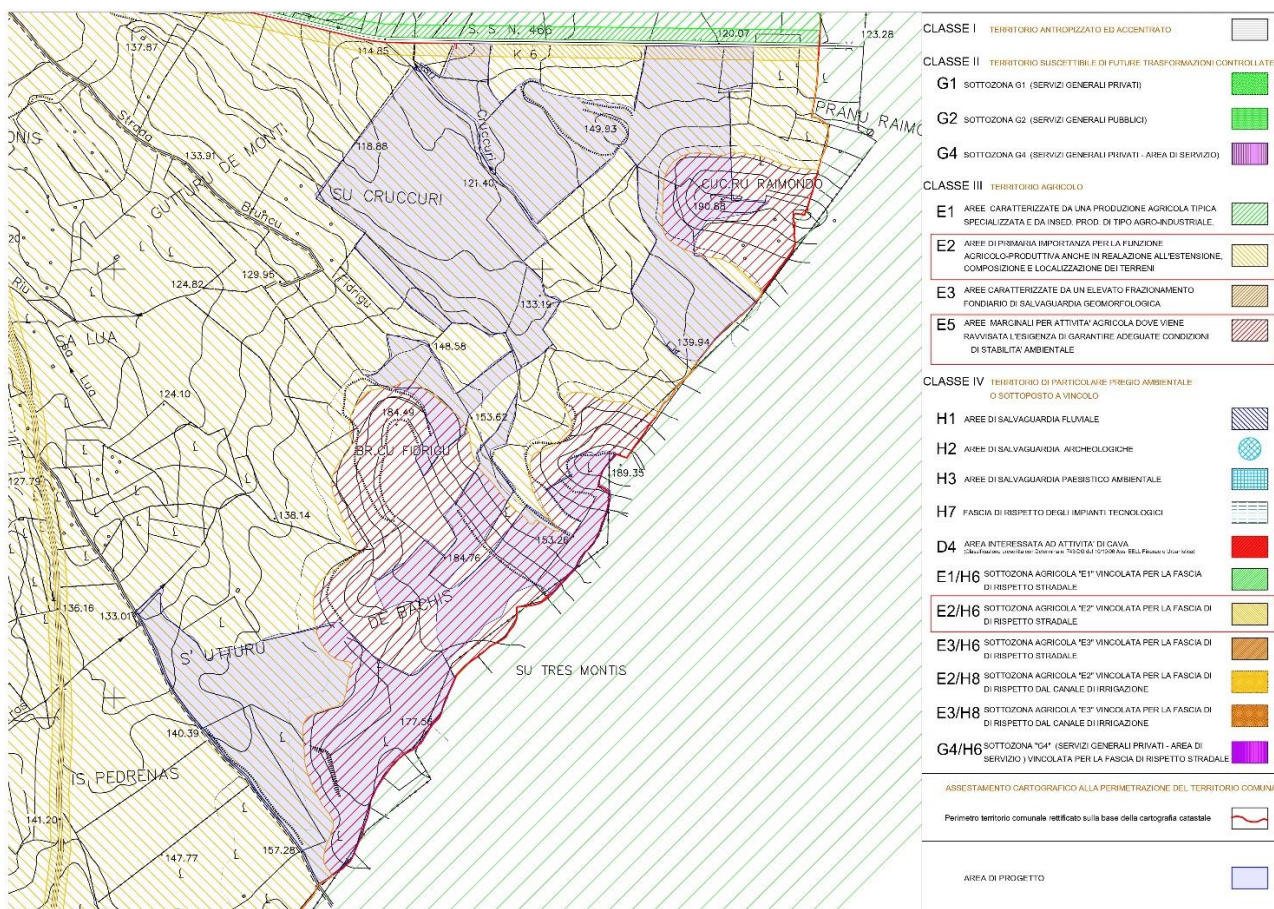 S. S. N. 466
K 6
137.87
114.85
120.07
123.28
Strada
133.91
GUTTURU DE MONTI
Bruncu
Fidrigu
118.88
Cruccuri
149.93
121.40
SU CRUCCURI
CUC.RU RAIMONDO
190.88
129.95
124.82
Riu
SA LUA
Sa Lua
133.19
148.58
139.94
124.10
184.49
153.62
BR.CU FIDRIGU
189.35
127.79
138.14
153.26
184.76
DE BACHIS
136.16
133.01
S' UTTURU
SU TRES MONTIS
177.56
140.39
IS PEDRENAS
141.20
147.77
157.28
CLASSE I TERRITORIO ANTROPIZZATO ED ACCENTRATO
CLASSE II TERRITORIO SUSCETTIBILE DI FUTURE TRASFORMAZIONI CONTROLLATE
G1 SOTTOZONA G1 (SERVIZI GENERALI PRIVATI)
G2 SOTTOZONA G2 (SERVIZI GENERALI PUBBLICI)
G4 SOTTOZONA G4 (SERVIZI GENERALI PRIVATI - AREA DI SERVIZIO)
CLASSE III TERRITORIO AGRICOLO
E1 AREE CARATTERIZZATE DA UNA PRODUZIONE AGRICOLA TIPICA
SPECIALIZZATA E DA INSED. PROD. DI TIPO AGRO-INDUSTRIALE.
E2 AREE DI PRIMARIA IMPORTANZA PER LA FUNZIONE
AGRICOLO-PRODUTTIVA ANCHE IN REALAZIONE ALL'ESTENSIONE,
COMPOSIZIONE E LOCALIZZAZIONE DEI TERRENI
E3 AREE CARATTERIZZATE DA UN ELEVATO FRAZIONAMENTO
FONDIARIO DI SALVAGUARDIA GEOMORFOLOGICA
E5 AREE MARGINALI PER ATTIVITA' AGRICOLA DOVE VIENE
RAVVISATA L'ESIGENZA DI GARANTIRE ADEGUATE CONDIZIONI
DI STABILITA' AMBIENTALE
CLASSE IV TERRITORIO DI PARTICOLARE PREGIO AMBIENTALE
O SOTTOPOSTO A VINCOLO
H1 AREE DI SALVAGUARDIA FLUVIALE
H2 AREE DI SALVAGUARDIA ARCHEOLOGICHE
H3 AREE DI SALVAGUARDIA PAESISTICO AMBIENTALE
H7 FASCIA DI RISPETTO DEGLI IMPIANTI TECNOLOGICI
D4 AREA INTERESSATA AD ATTIVITA' DI CAVA
E1/H6 SOTTOZONA AGRICOLA "E1" VINCOLATA PER LA FASCIA
DI RISPETTO STRADALE
E2/H6 SOTTOZONA AGRICOLA "E2" VINCOLATA PER LA FASCIA DI
DI RISPETTO STRADALE
E3/H6 SOTTOZONA AGRICOLA "E3" VINCOLATA PER LA FASCIA DI
DI RISPETTO STRADALE
E2/H8 SOTTOZONA AGRICOLA "E2" VINCOLATA PER LA FASCIA DI
DI RISPETTO DAL CANALE DI IRRIGAZIONE
E3/H8 SOTTOZONA AGRICOLA "E3" VINCOLATA PER LA FASCIA DI
DI RISPETTO DAL CANALE DI IRRIGAZIONE
G4/H6 SOTTOZONA "G4" (SERVIZI GENERALI PRIVATI - AREA DI
SERVIZIO ) VINCOLATA PER LA FASCIA DI RISPETTO STRADALE
ASSESTAMENTO CARTOGRAFICO ALLA PERIMETRAZIONE DEL TERRITORIO COMUNA
Perimetro territorio comunale rettificato sulla base della cartografia catastale
AREA DI PROGETTO